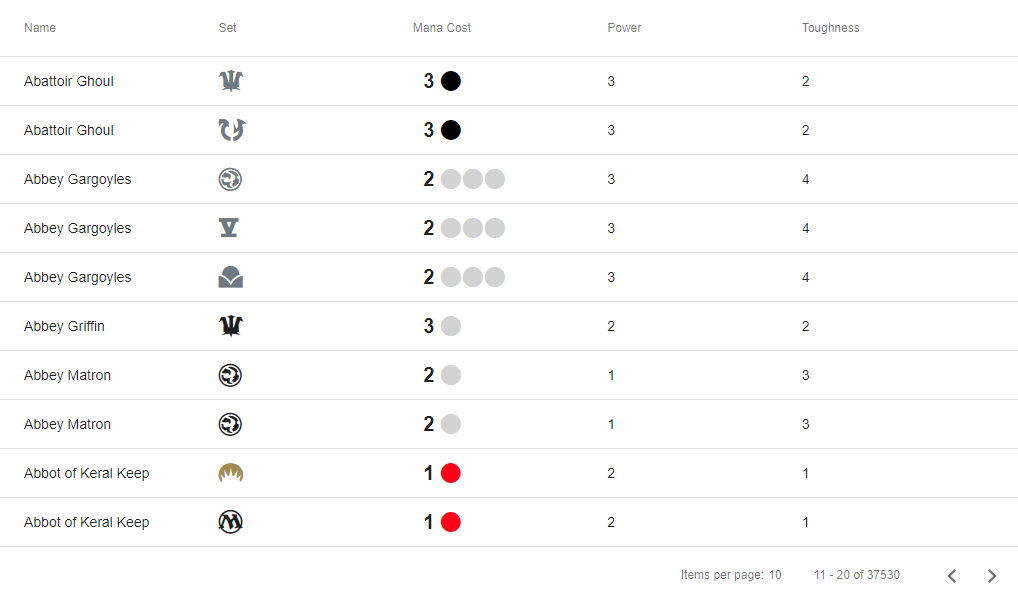 Name Set Mana Cost Power Toughness
Abattoir Ghoul 3 3 2
Abattoir Ghoul 3 3 2
Abbey Gargoyles 2 3 4
Abbey Gargoyles V 2 3 4
Abbey Gargoyles 2 3 4
Abbey Griffin 3 2 2
Abbey Matron 2 1 3
Abbey Matron 2 1 3
Abbot of Keral Keep 1 2 1
Abbot of Keral Keep M 1 2 1
Items per page: 10 11 - 20 of 37530